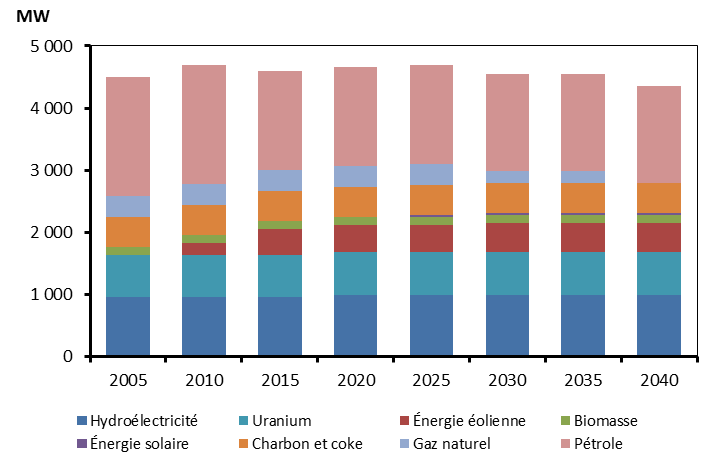 MW
5 000
4 000
3 000
2 000
1 000
0
2005 2010 2015 2020 2025 2030 2035 2040
Hydroélectricité Uranium Énergie éolienne Biomasse
Énergie solaire Charbon et coke Gaz naturel Pétrole